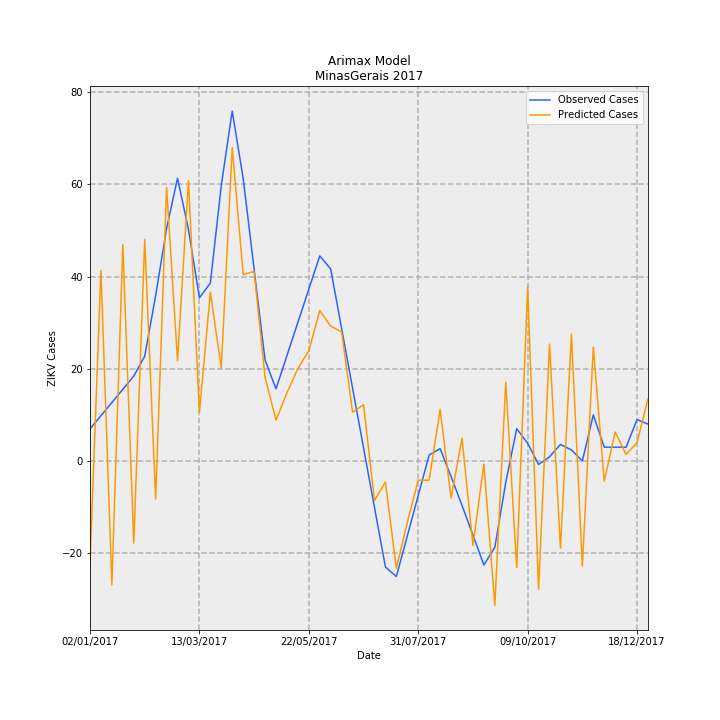 Arimax Model
MinasGerais 2017
Observed Cases
Predicted Cases
80
60
40
20
0
−20
ZIKV Cases
02/01/2017
13/03/2017
22/05/2017
31/07/2017
09/10/2017
18/12/2017
Date